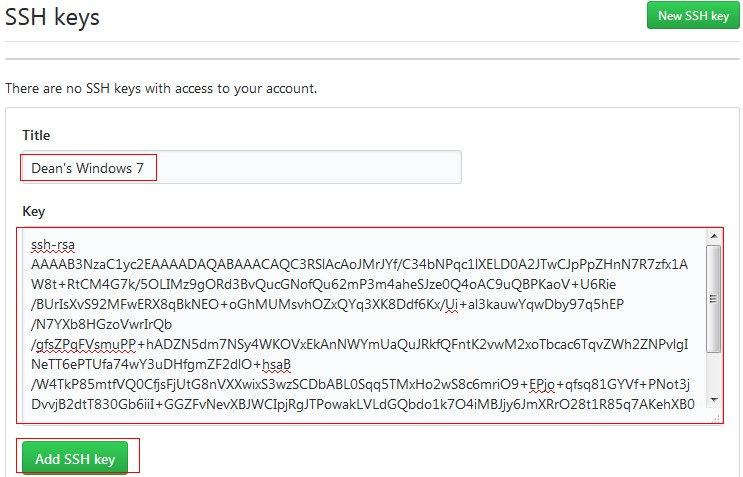 SSH keys
New SSH key
There are no SSH keys with access to your account.
Title
Dean's Windows 7
Key
ssh-rsa
AAAAB3NzaC1yc2EAAAADAQABAAACAQC3RSlAcAoJMrJYf/C34bNPqc1lXELD0A2JTwCJpPpZHnN7R7zfx1A
W8t+RtCM4G7k/5OLIMz9gORd3BvQucGNofQu62mP3m4aheSJze0Q4oAC9uQBPKaoV+U6Rie
/BUrIsXvS92MFwERX8qBkNEO+oGhMUMsvhOZxQYq3XK8Ddf6Kx/Ui+al3kauwYqwDby97q5hEP
/N7YXb8HGzoVwrIrQb
/gfsZPgFVsmuPP+hADZN5dm7NSy4WKOVxEkAnNWYmUaQuJRkfQFntK2vwM2xoTbcac6TqvZWh2ZNPvlgI
NeTT6ePTUfa74wY3uDHfgmZF2dlO+hsaB
/W4TkP85mtfVQ0CfjsFjUtG8nVXXwixS3wzSCDbABL0Sqq5TMxHo2wS8c6mriO9+EPjo+qfsq81GYVf+PNot3j
DvvjB2dtT830Gb6iiI+GGZFvNevXBJWCIpjRgJTPowakLVLdGQbdo1k7O4iMBJjy6JmXRrO28t1R85q7AKehXB0
Add SSH key